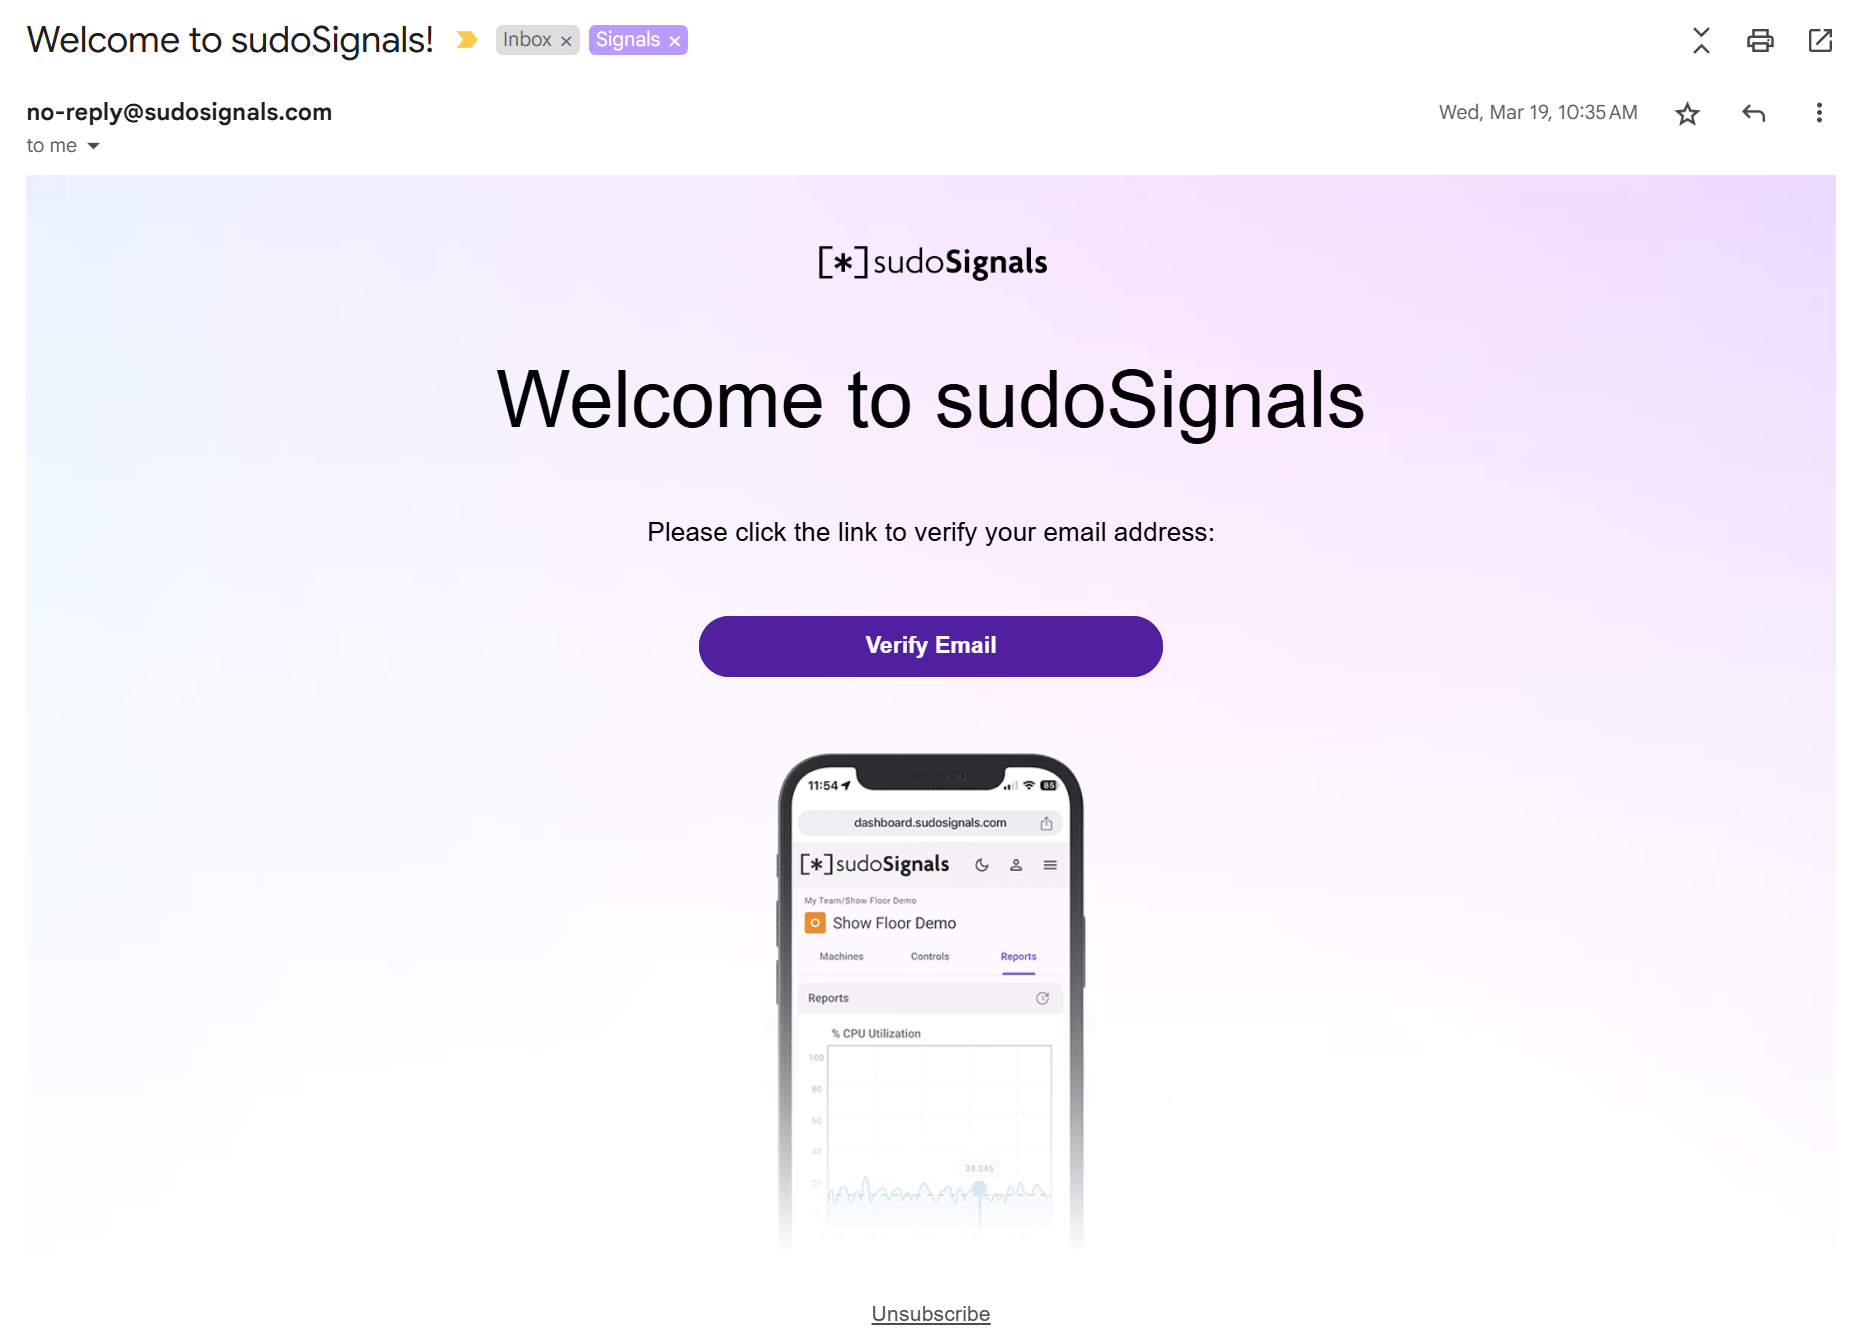 Welcome to sudoSignals!
Inbox ×
Signals ×
no-reply@sudosignals.com
Wed, Mar 19, 10:35 AM
to me
[*]sudoSignals
Welcome to sudoSignals
Please click the link to verify your email address:
Verify Email
11:54
85
dashboard.sudosignals.com
[*]sudoSignals
My Team/Show Floor Demo
Show Floor Demo
Machines
Controls
Reports
Reports
% CPU Utilization
100
80
60
40
24.245
20
0
Unsubscribe